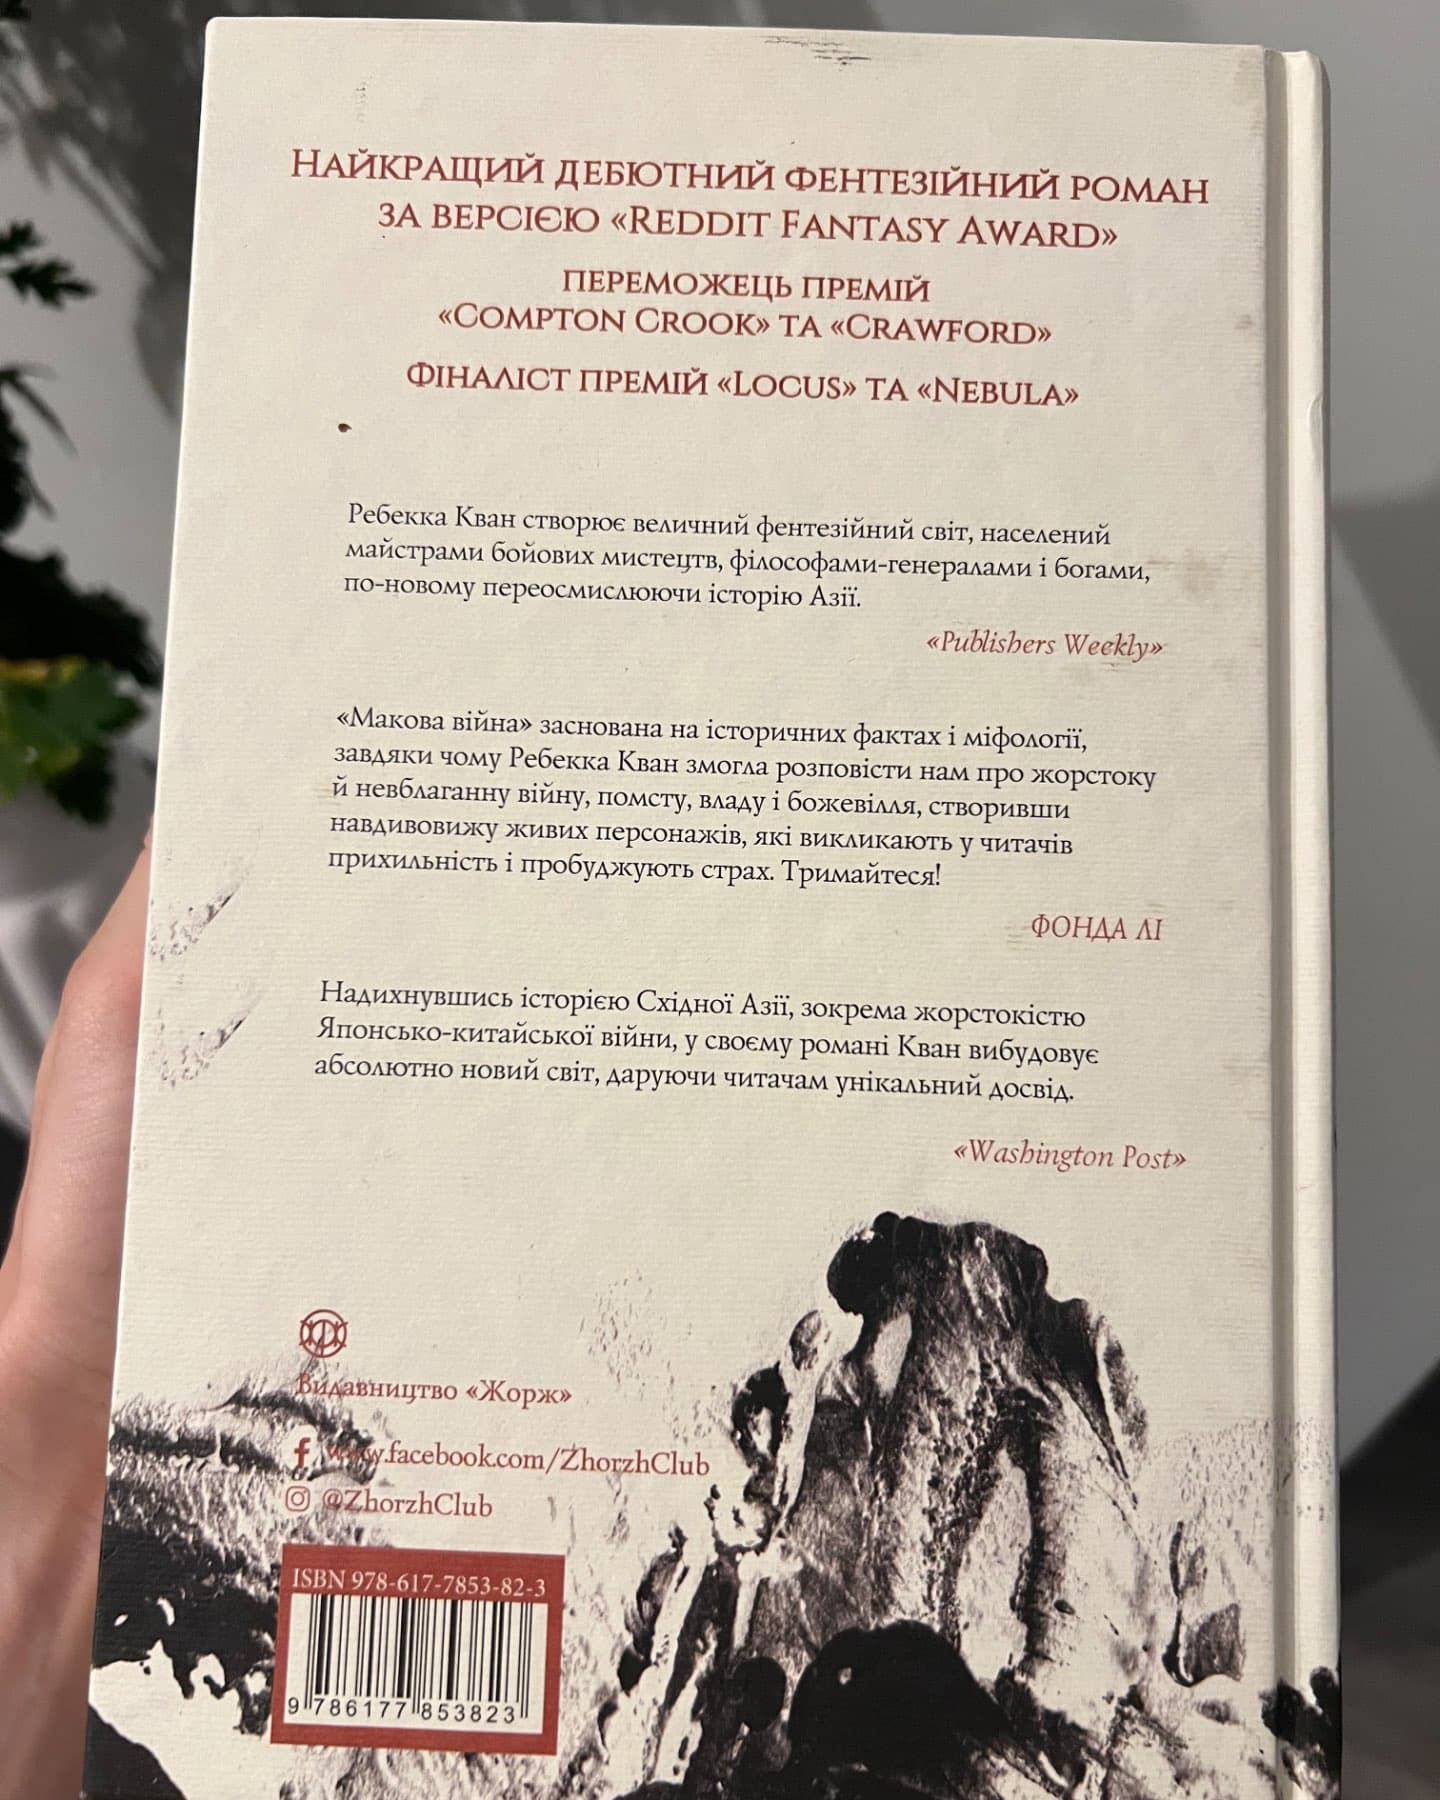 Найкращий дебютний фентезійний роман
за версією «Reddit Fantasy Award»
переможець премій
«Compton Crook» та «Crawford»
фіналіст премій «Locus» та «Nebula»
Ребекка Кван створює величний фентезійний світ, населений
майстрами бойових мистецтв, філософами-генералами і богами,
по-новому переосмислюючи історію Азії.
«Publishers Weekly»
«Макова війна» заснована на історичних фактах і міфології,
завдяки чому Ребекка Кван змогла розповісти нам про жорстоку
й невблаганну війну, помсту, владу і божевілля, створивши
навдивовижу живих персонажів, які викликають у читачів
прихильність і пробуджують страх. Тримайтеся!
ФОНДА ЛІ
Надихнувшись історією Східної Азії, зокрема жорстокістю
Японсько-китайської війни, у своєму романі Кван вибудовує
абсолютно новий світ, даруючи читачам унікальний досвід.
«Washington Post»
Видавництво «Жорж»
www.facebook.com/ZhorzhClub
@ZhorzhClub
ISBN 978-617-7853-82-3
9 786177 853823